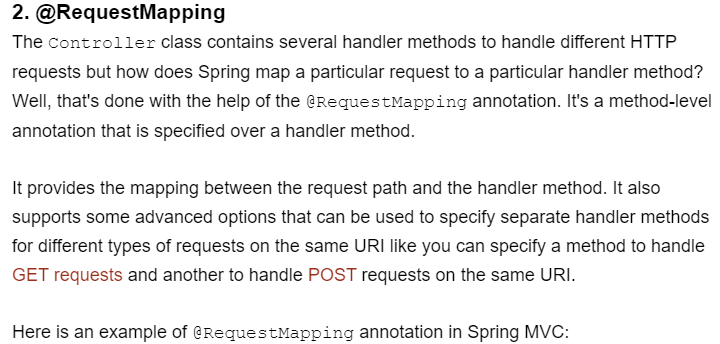 2. @RequestMapping
The Controller class contains several handler methods to handle different HTTP
requests but how does Spring map a particular request to a particular handler method?
Well, that's done with the help of the @RequestMapping annotation. It's a method-level
annotation that is specified over a handler method.
It provides the mapping between the request path and the handler method. It also
supports some advanced options that can be used to specify separate handler methods
for different types of requests on the same URI like you can specify a method to handle
GET requests and another to handle POST requests on the same URI.
Here is an example of @RequestMapping annotation in Spring MVC: